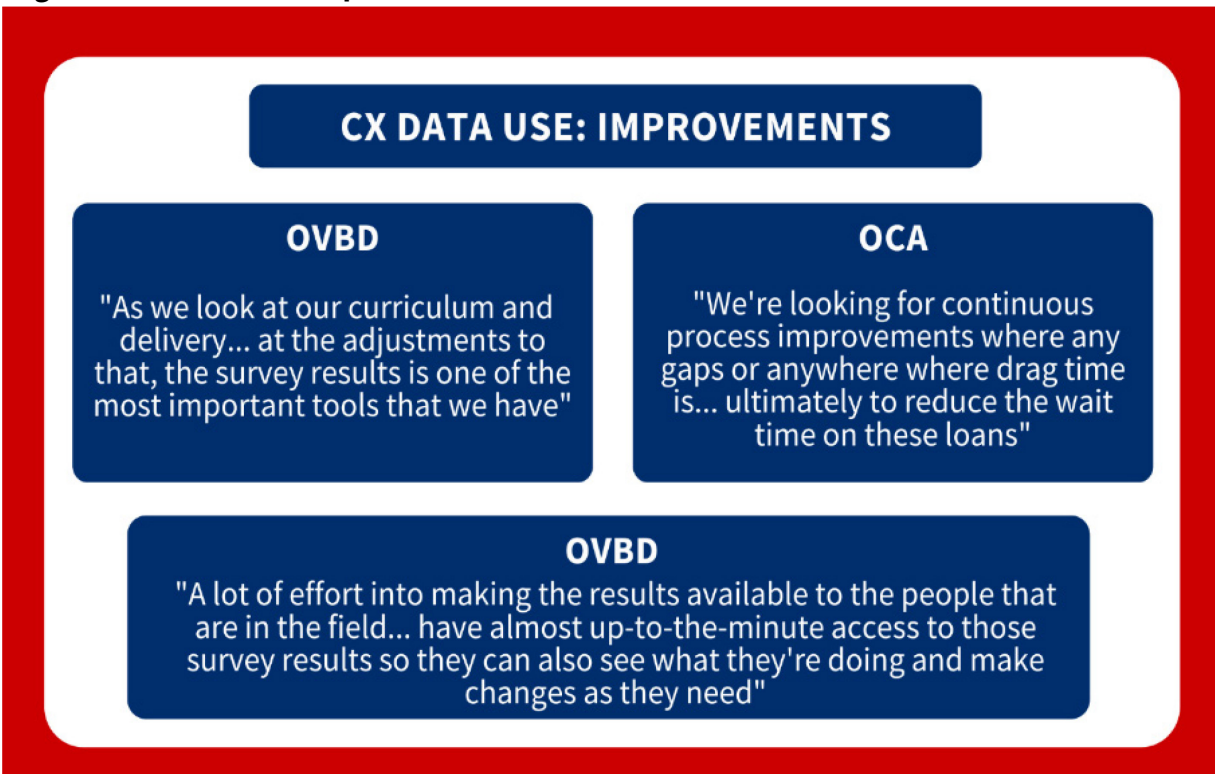 CX DATA USE: IMPROVEMENTS
OVBD
"As we look at our curriculum and
delivery... at the adjustments to
that, the survey results is one of the
most important tools that we have"
OCA
"We're looking for continuous
process improvements where any
gaps or anywhere where drag time
is... ultimately to reduce the wait
time on these loans"
OVBD
"A lot of effort into making the results available to the people that
are in the field... have almost up-to-the-minute access to those
survey results so they can also see what they're doing and make
changes as they need"